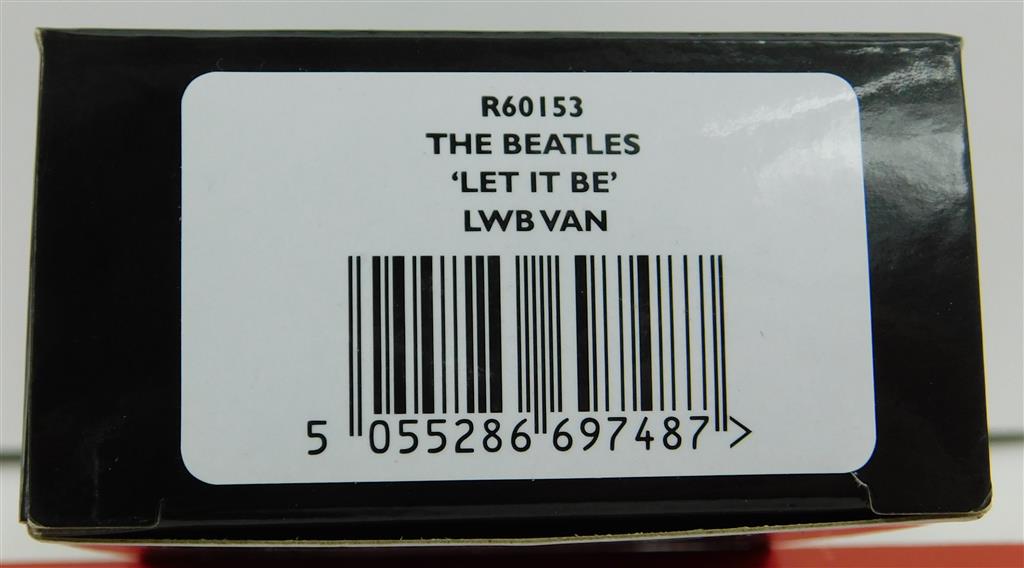 R60153
THE BEATLES
‘LET IT BE’
LWB VAN
5 055286 697487 >